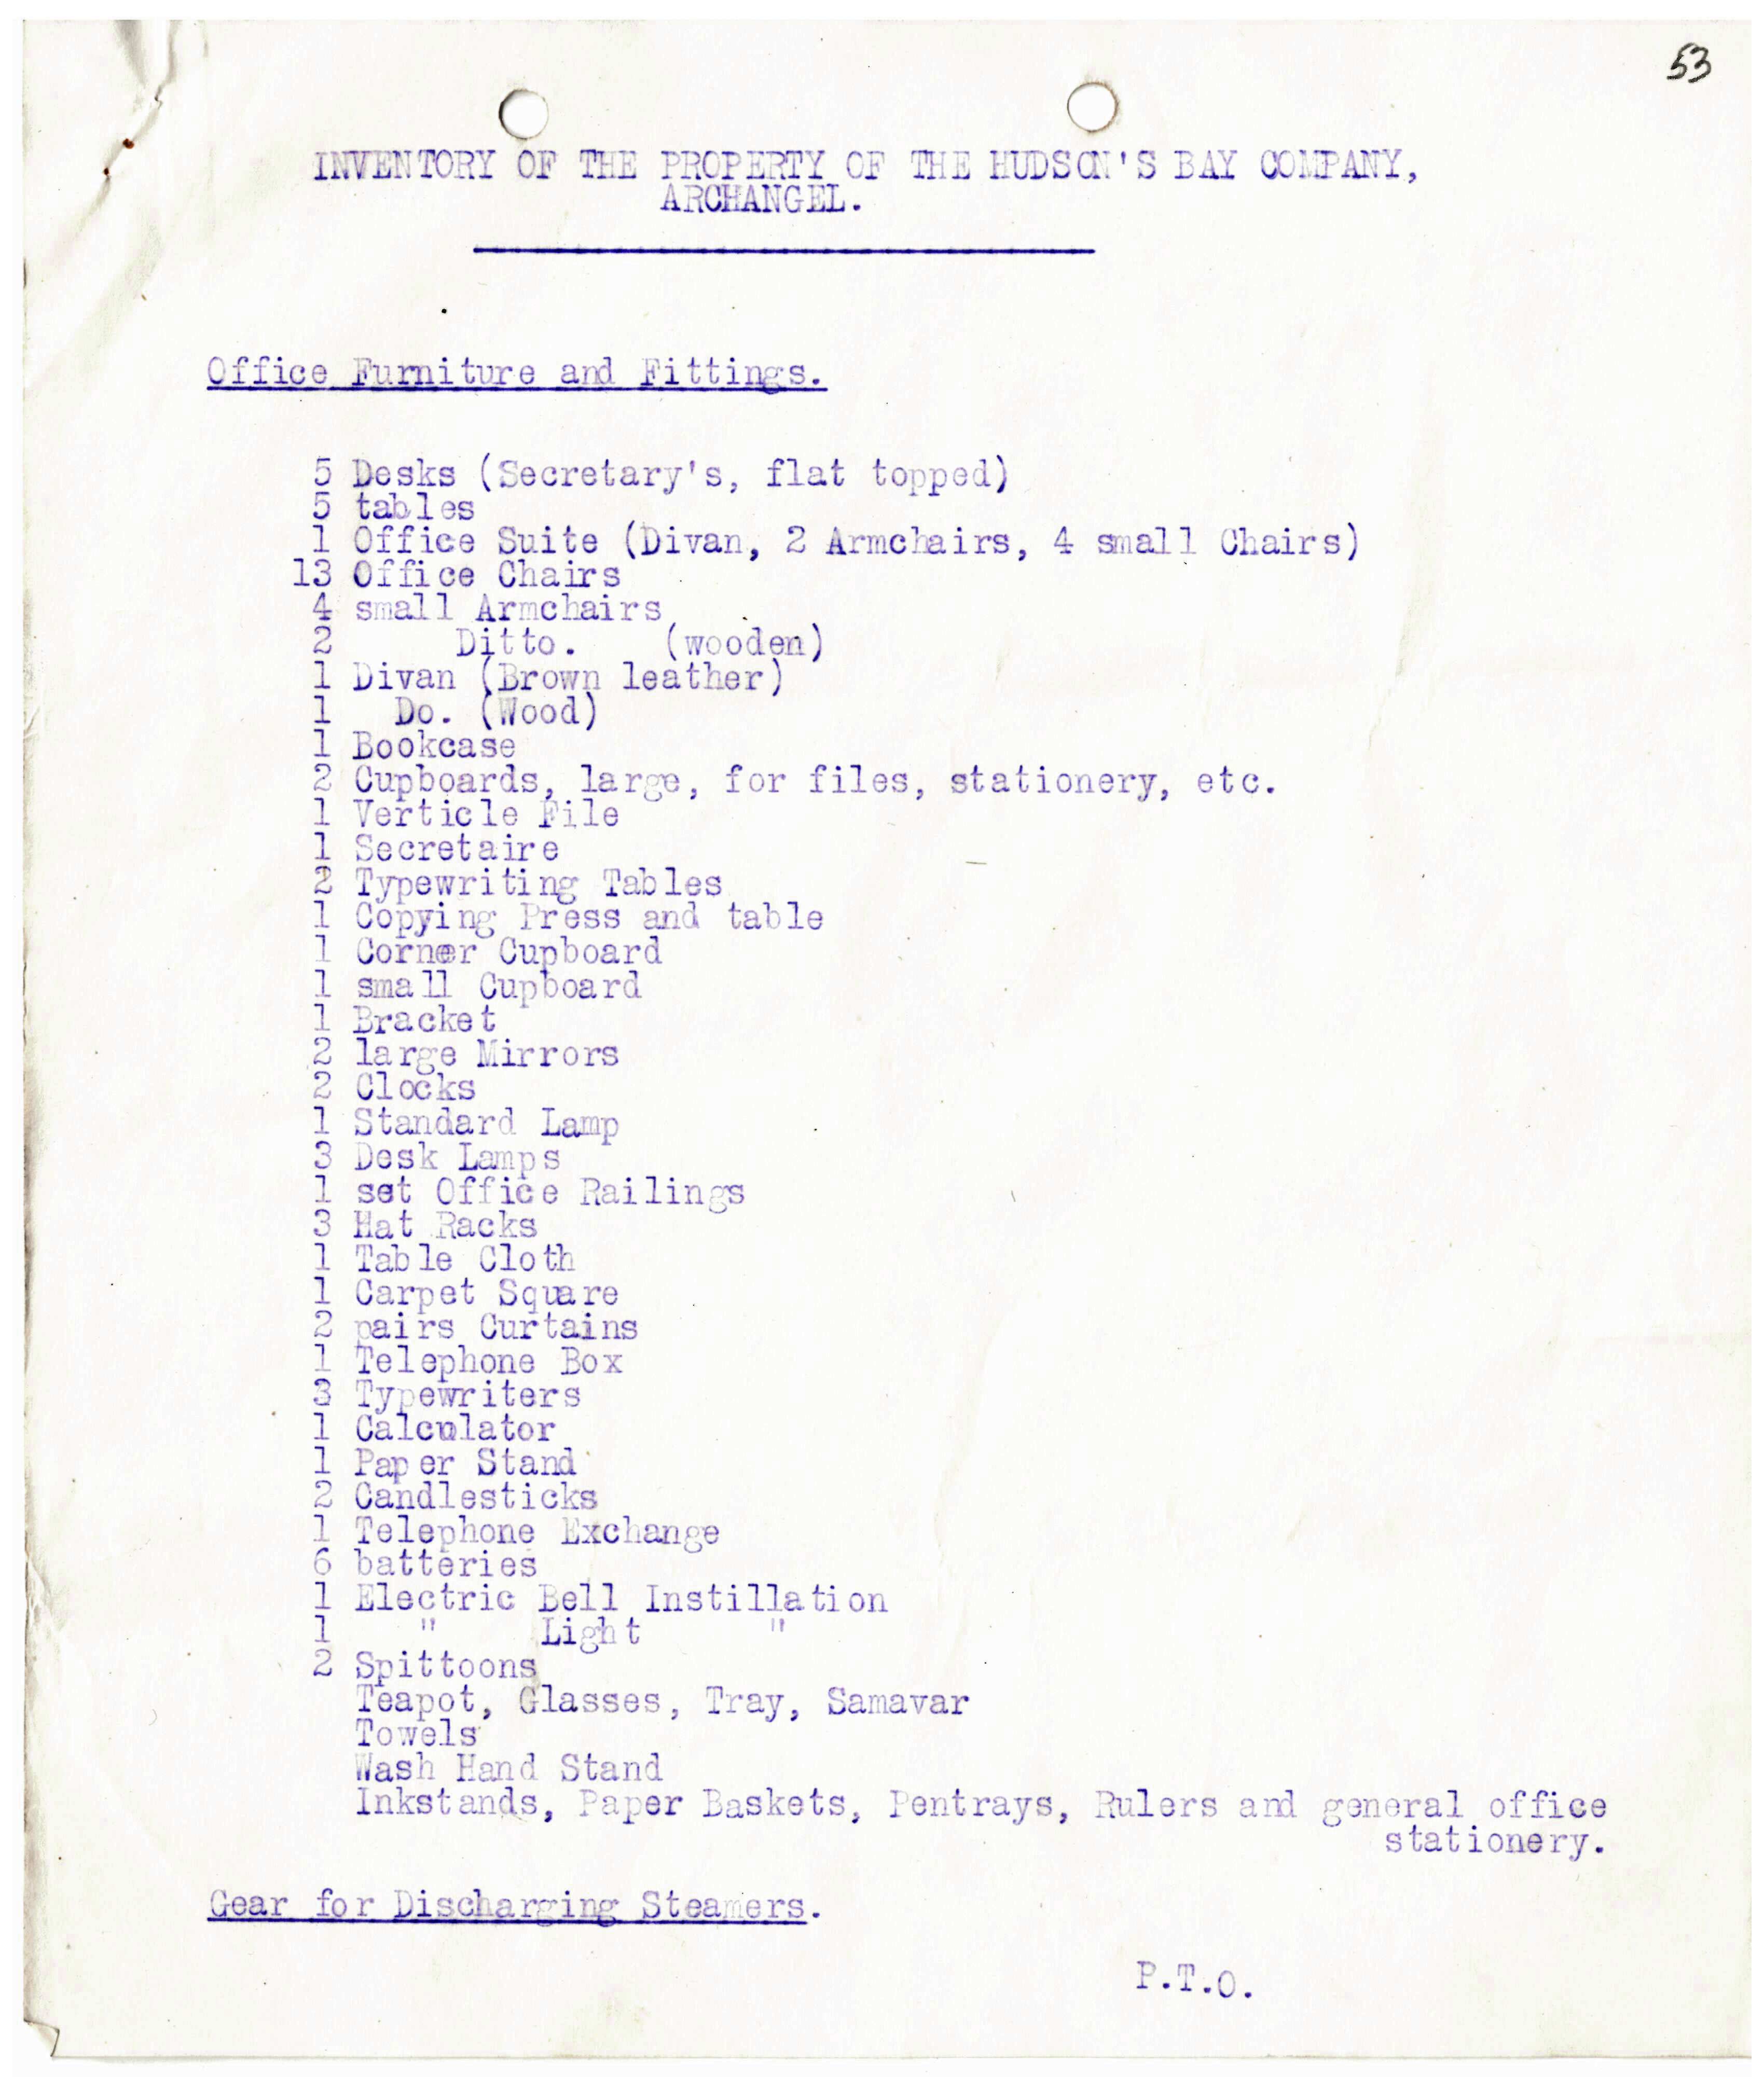 53
INVENTORY OF THE PROPERTY OF THE HUDSON'S BAY COMPANY,
ARCHANGEL.
Office Furniture and Fittings.
5 Desks (Secretary's, flat topped)
5 tables
1 Office Suite (Divan, 2 Armchairs, 4 small Chairs)
13 Office Chairs
4 small Armchairs
2 Ditto. (wooden)
1 Divan (Brown leather)
1 Do. (Wood)
1 Bookcase
2 Cupboards, large, for files, stationery, etc.
1 Verticle File
1 Secretaire
2 Typewriting Tables
1 Copying Press and table
1 Corner Cupboard
1 small Cupboard
1 Bracket
2 large Mirrors
2 Clocks
1 Standard Lamp
3 Desk Lamps
1 set Office Railings
3 Hat Racks
1 Table Cloth
1 Carpet Square
2 pairs Curtains
1 Telephone Box
3 Typewriters
1 Calculator
1 Paper Stand
2 Candlesticks
1 Telephone Exchange
6 batteries
1 Electric Bell Instillation
1 " Light "
2 Spittoons
Teapot, Glasses, Tray, Samavar
Towels
Wash Hand Stand
Inkstands, Paper Baskets, Pentrays, Rulers and general office
stationery.
Gear for Discharging Steamers.
P.T.O.